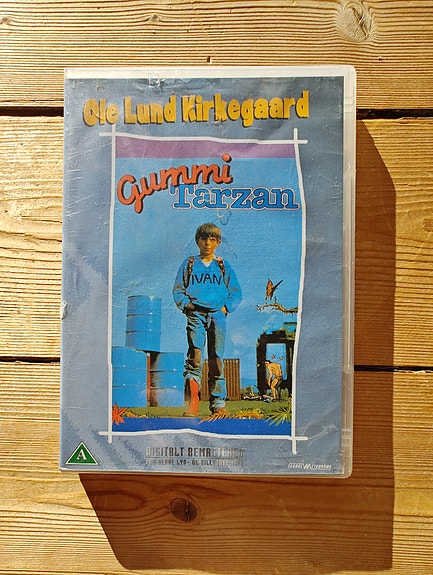 Ole Lund Kirkegaard
Gummi
Tarzan
IVAN
A
DIGITALT REMASTERED